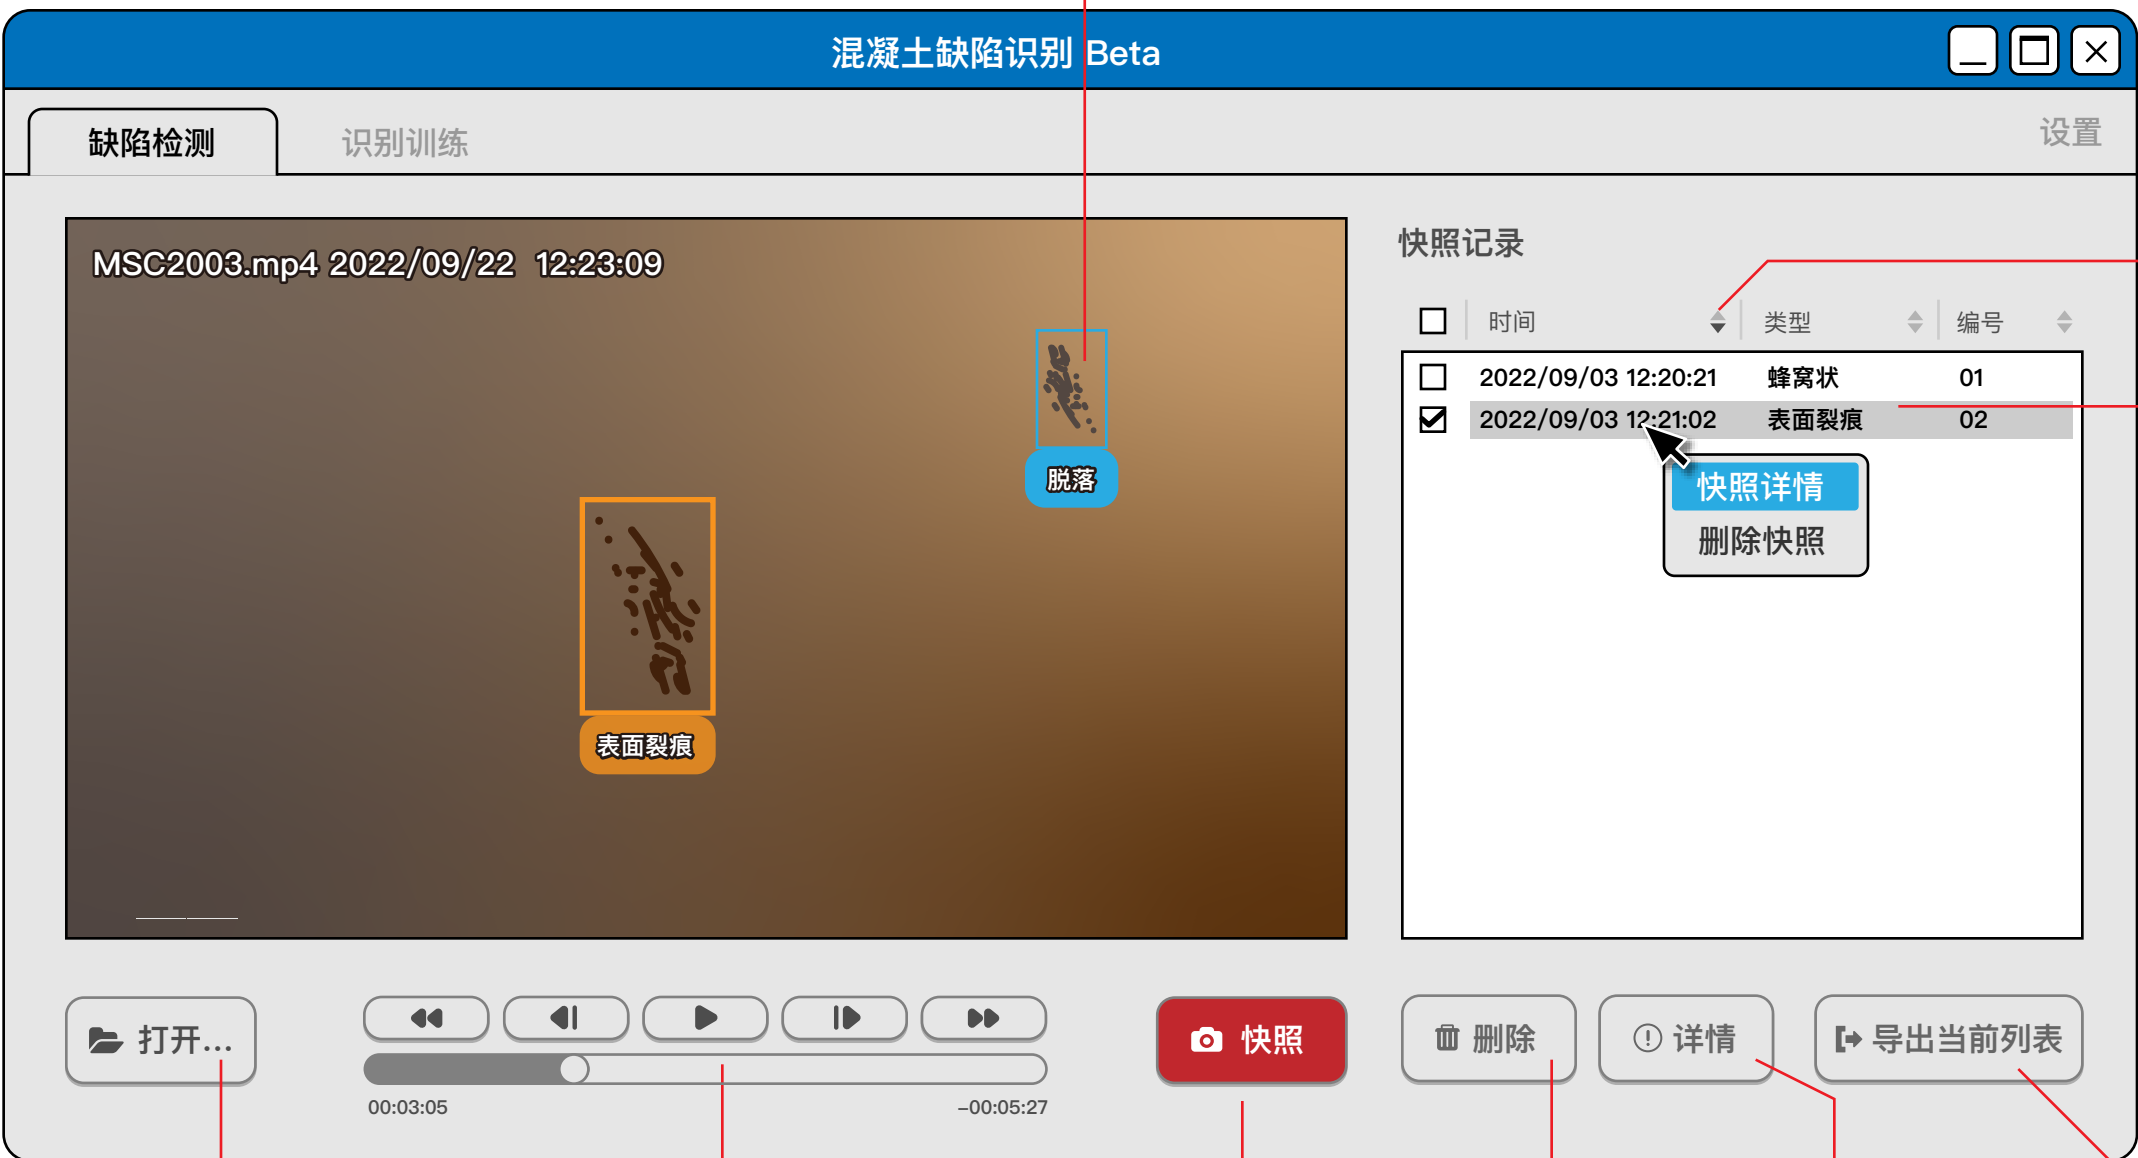 混凝土缺陷识别 Beta
缺陷检测
识别训练
设置
MSC2003.mp4 2022/09/22 12:23:09
脱落
表面裂痕
快照记录
时间 类型 编号
2022/09/03 12:20:21 蜂窝状 01
2022/09/03 12:21:02 表面裂痕 02
快照详情
删除快照
打开...
00:03:05
-00:05:27
快照
删除
详情
导出当前列表